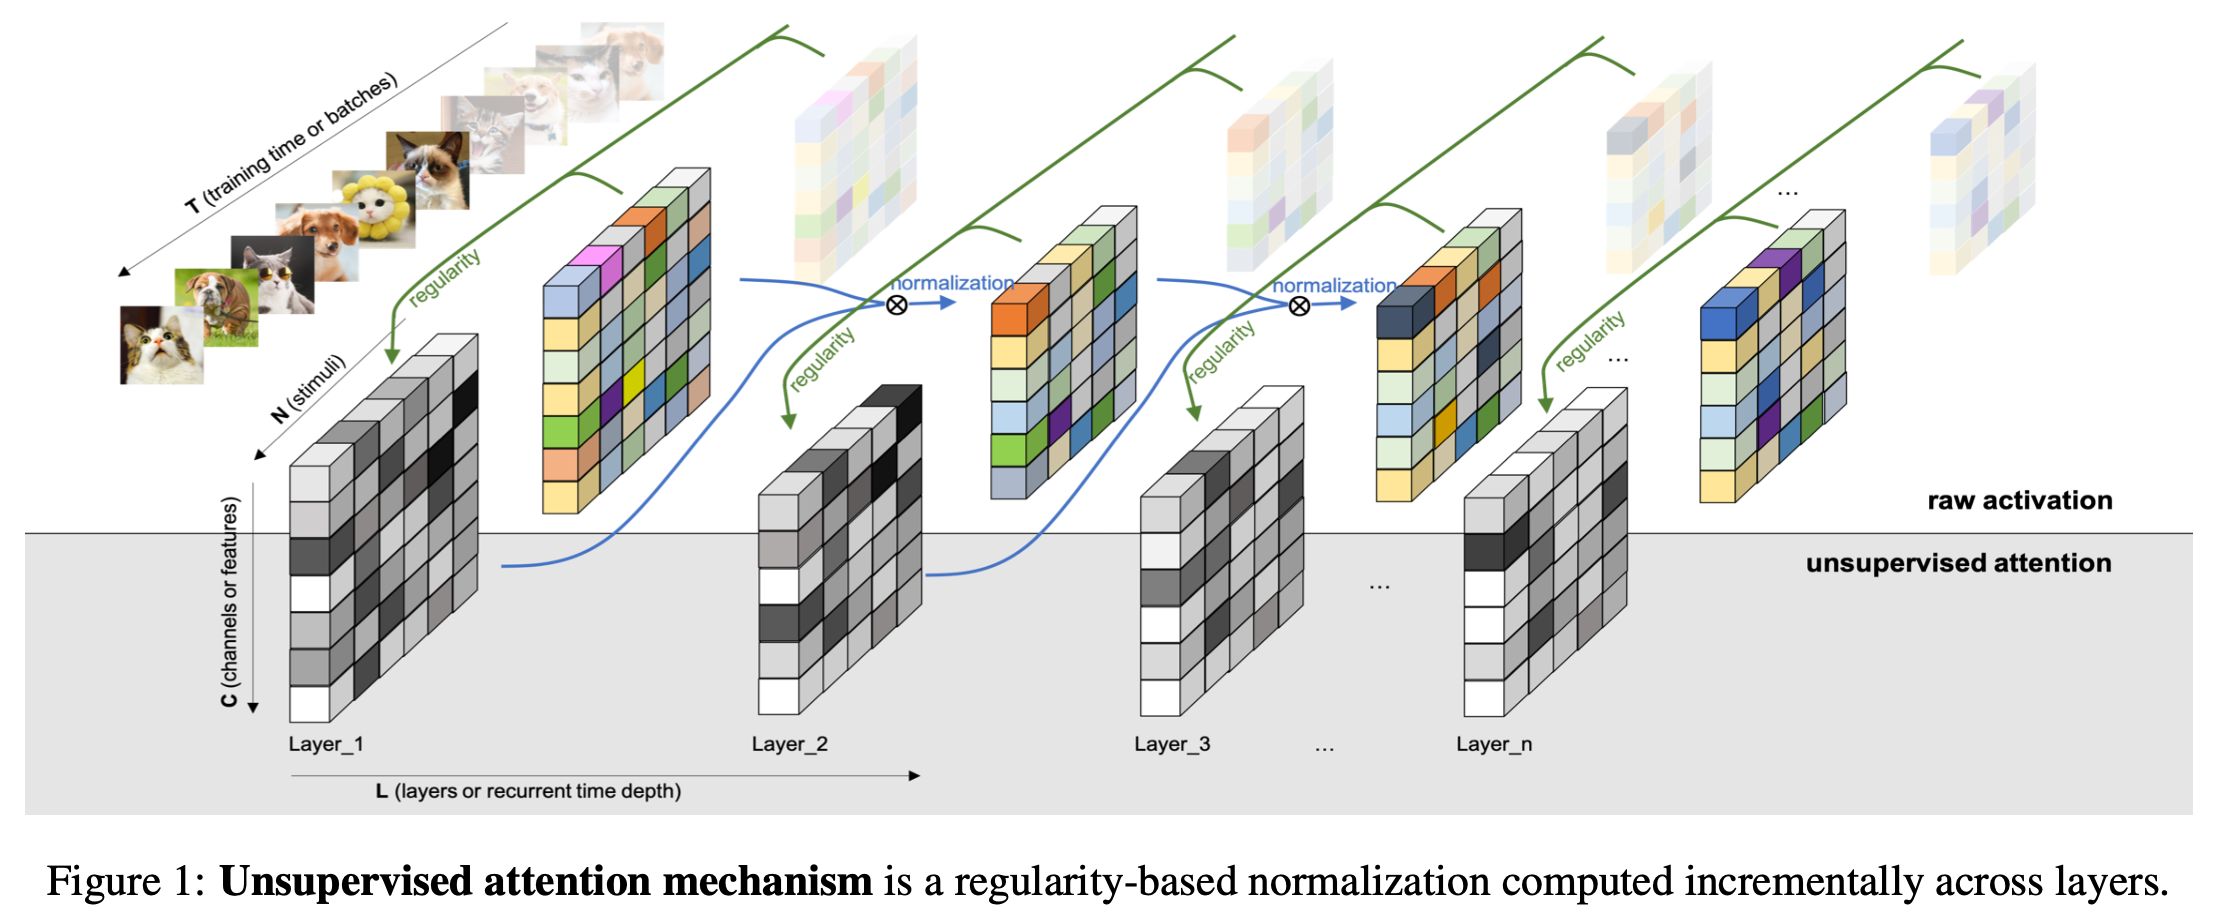 T (training time or batches)
N (stimuli)
C (channels or features)
regularity
normalization
regularity
normalization
regularity
regularity
...
...
raw activation
unsupervised attention
...
Layer_1
Layer_2
Layer_3
...
Layer_n
L (layers or recurrent time depth)
Figure 1: Unsupervised attention mechanism is a regularity-based normalization computed incrementally across layers.